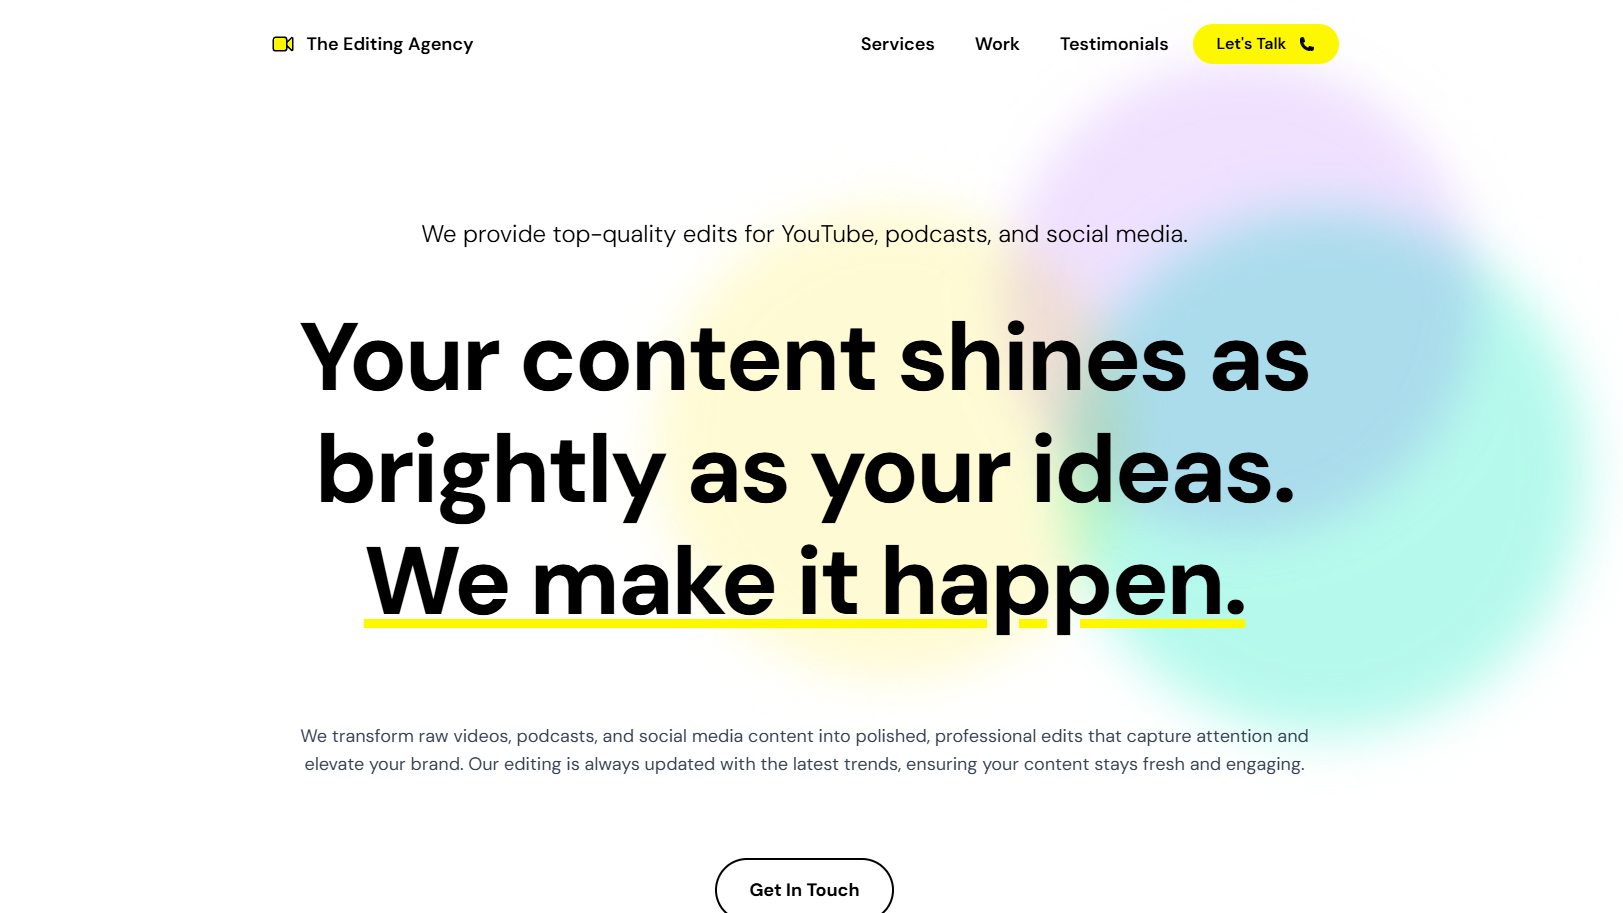 The Editing Agency
Services
Work
Testimonials
Let's Talk
We provide top-quality edits for YouTube, podcasts, and social media.
Your content shines as
brightly as your ideas.
We make it happen.
We transform raw videos, podcasts, and social media content into polished, professional edits that capture attention and
elevate your brand. Our editing is always updated with the latest trends, ensuring your content stays fresh and engaging.
Get In Touch